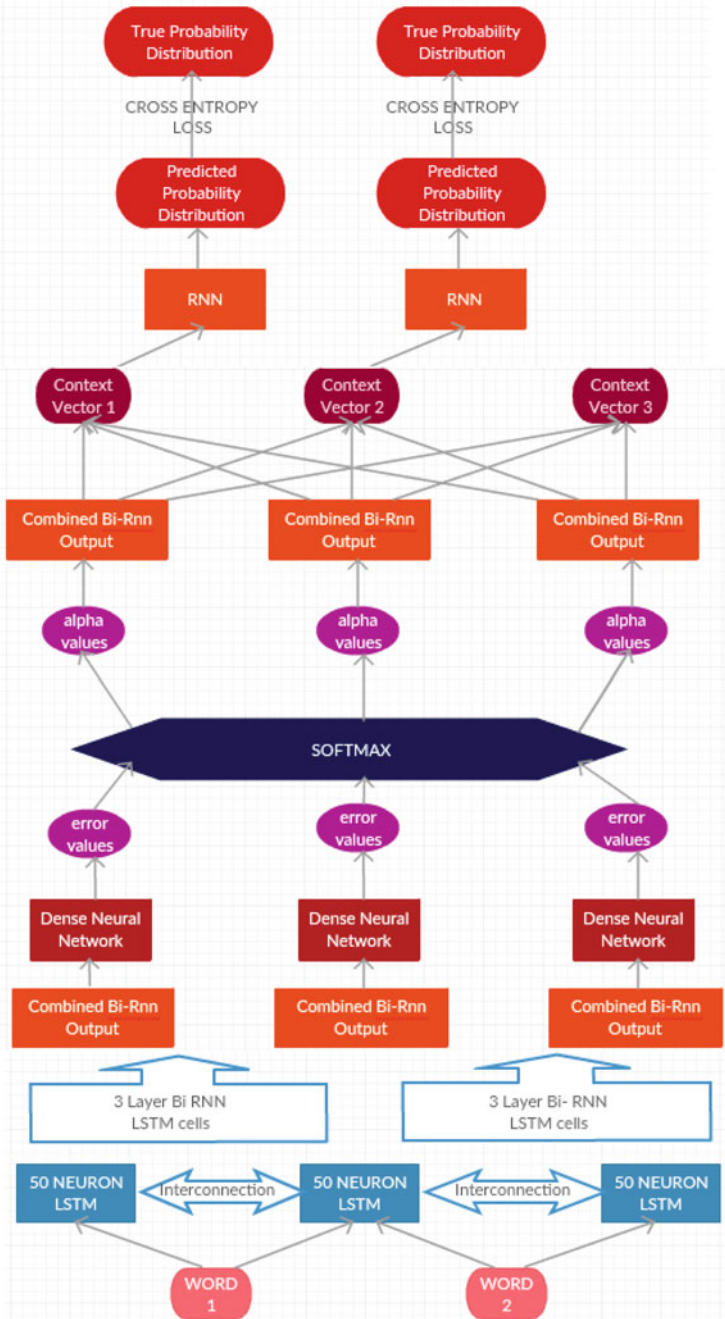 True Probability
Distribution
True Probability
Distribution
CROSS ENTROPY
LOSS
CROSS ENTROPY
LOSS
Predicted
Probability
Distribution
Predicted
Probability
Distribution
RNN
RNN
Context
Vector 1
Context
Vector 2
Context
Vector 3
Combined Bi-Rnn
Output
Combined Bi-Rnn
Output
Combined Bi-Rnn
Output
alpha
values
alpha
values
alpha
values
SOFTMAX
error
values
error
values
error
values
Dense Neural
Network
Dense Neural
Network
Dense Neural
Network
Combined Bi-Rnn
Output
Combined Bi-Rnn
Output
Combined Bi-Rnn
Output
3 Layer Bi RNN
LSTM cells
3 Layer Bi- RNN
LSTM cells
50 NEURON
LSTM
Interconnection
50 NEURON
LSTM
Interconnection
50 NEURON
LSTM
WORD
1
WORD
2